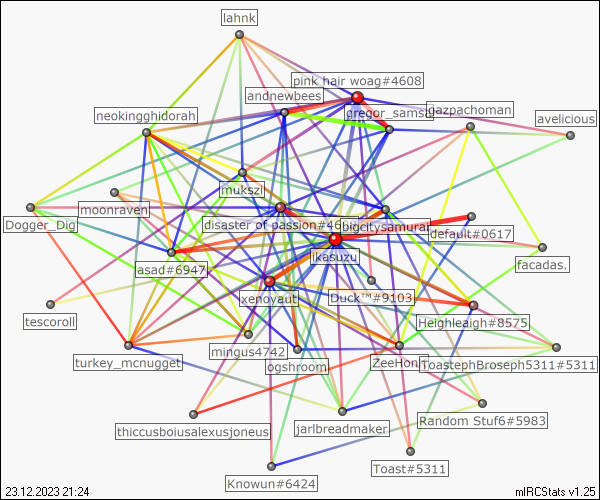 lahnk
pink hair woag#4608
andnewbees
gregor_samsa
gazpachoman
neokingghidorah
avelicious
mukszi
moonraven
Dogger_Dig
disaster of passion#46
bigcitysamurai
default#0617
ikasuzu
facadas.
asad#6947
xenoyaut
Duck™#9103
tescoroll
Heighleaigh#8575
mingus4742
turkey_mcnugget
ogshroom
ZeeHon
ToastephBroseph5311#5311
thiccusboiusalexusjoneus
jarlbreadmaker
Random Stuf6#5983
Knowun#6424
Toast#5311
23.12.2023 21:24
mIRCStats v1.25